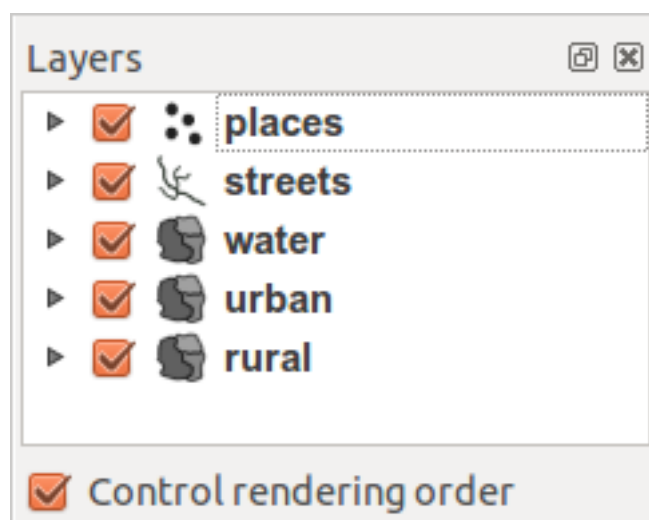 Layers
places
streets
water
urban
rural
Control rendering order